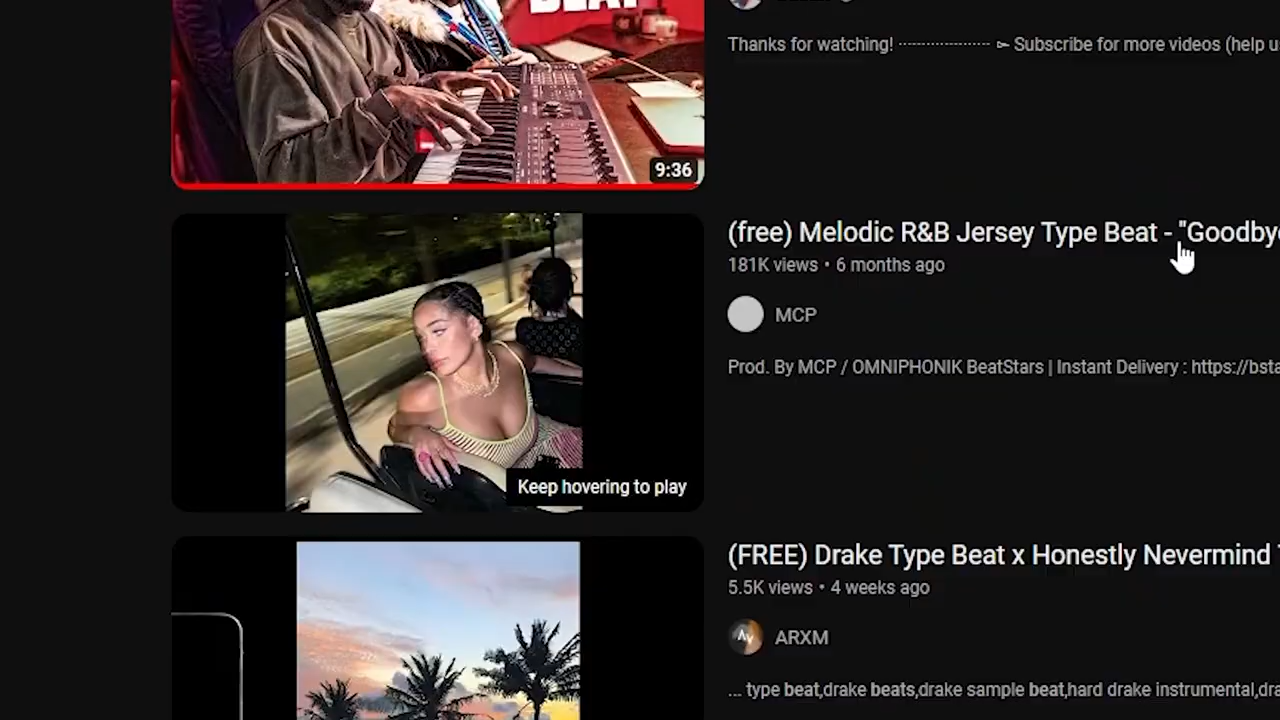 BEAT
Thanks for watching! ------------------- ➢ Subscribe for more videos (help u
9:36
(free) Melodic R&B Jersey Type Beat - "Goodbye
181K views • 6 months ago
MCP
Prod. By MCP / OMNIPHONIK BeatStars | Instant Delivery : https://bsta
Keep hovering to play
(FREE) Drake Type Beat x Honestly Nevermind
5.5K views • 4 weeks ago
ARXM
... type beat,drake beats,drake sample beat,hard drake instrumental,dra